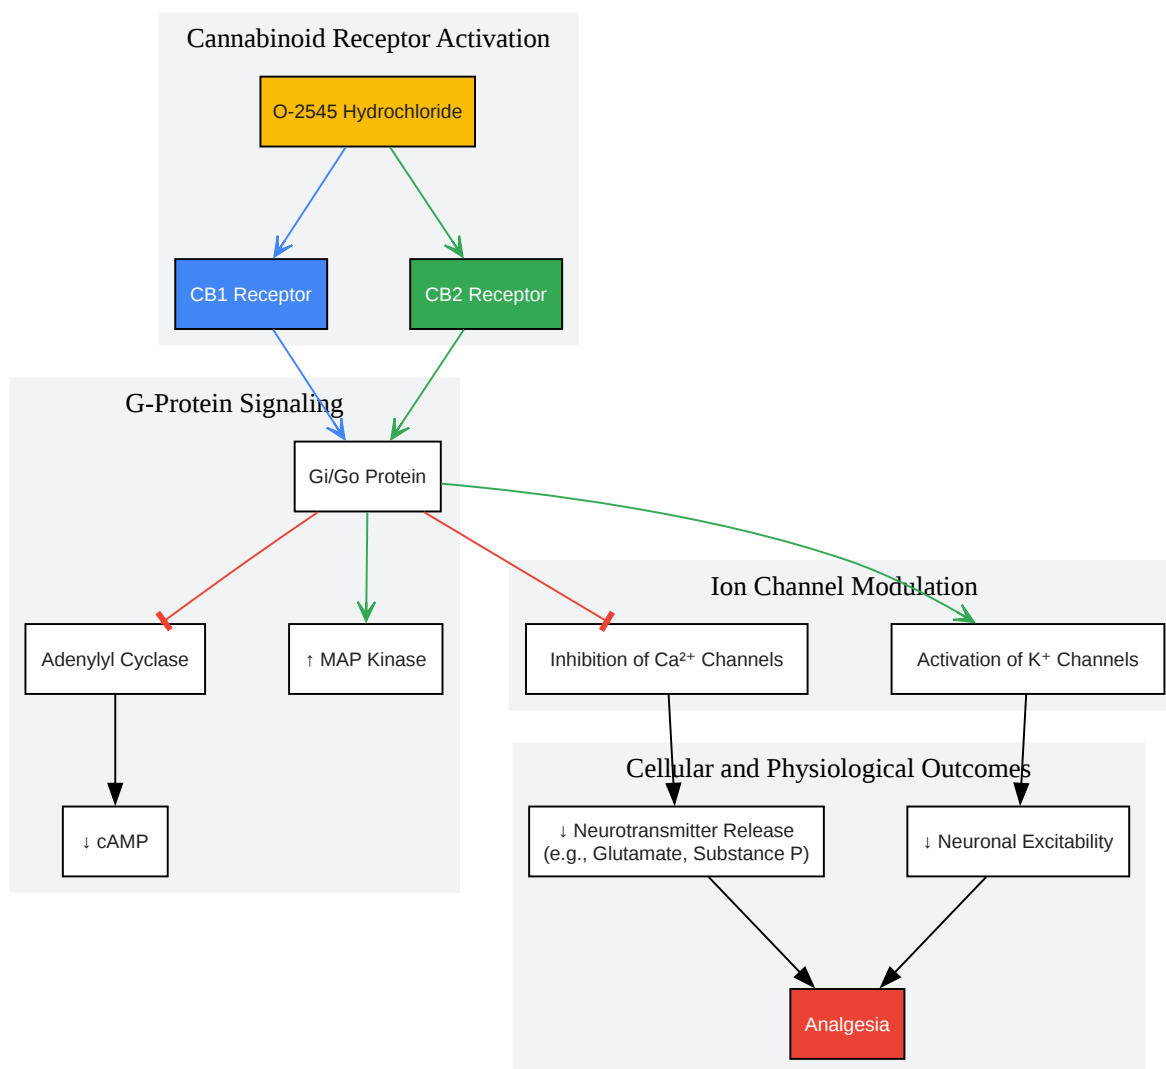 Cannabinoid Receptor Activation
O-2545 Hydrochloride
CB1 Receptor
CB2 Receptor
G-Protein Signaling
Gi/Go Protein
Ion Channel Modulation
Adenylyl Cyclase
↑ MAP Kinase
Inhibition of Ca²⁺ Channels
Activation of K⁺ Channels
Cellular and Physiological Outcomes
↓ cAMP
↓ Neurotransmitter Release
(e.g., Glutamate, Substance P)
↓ Neuronal Excitability
Analgesia